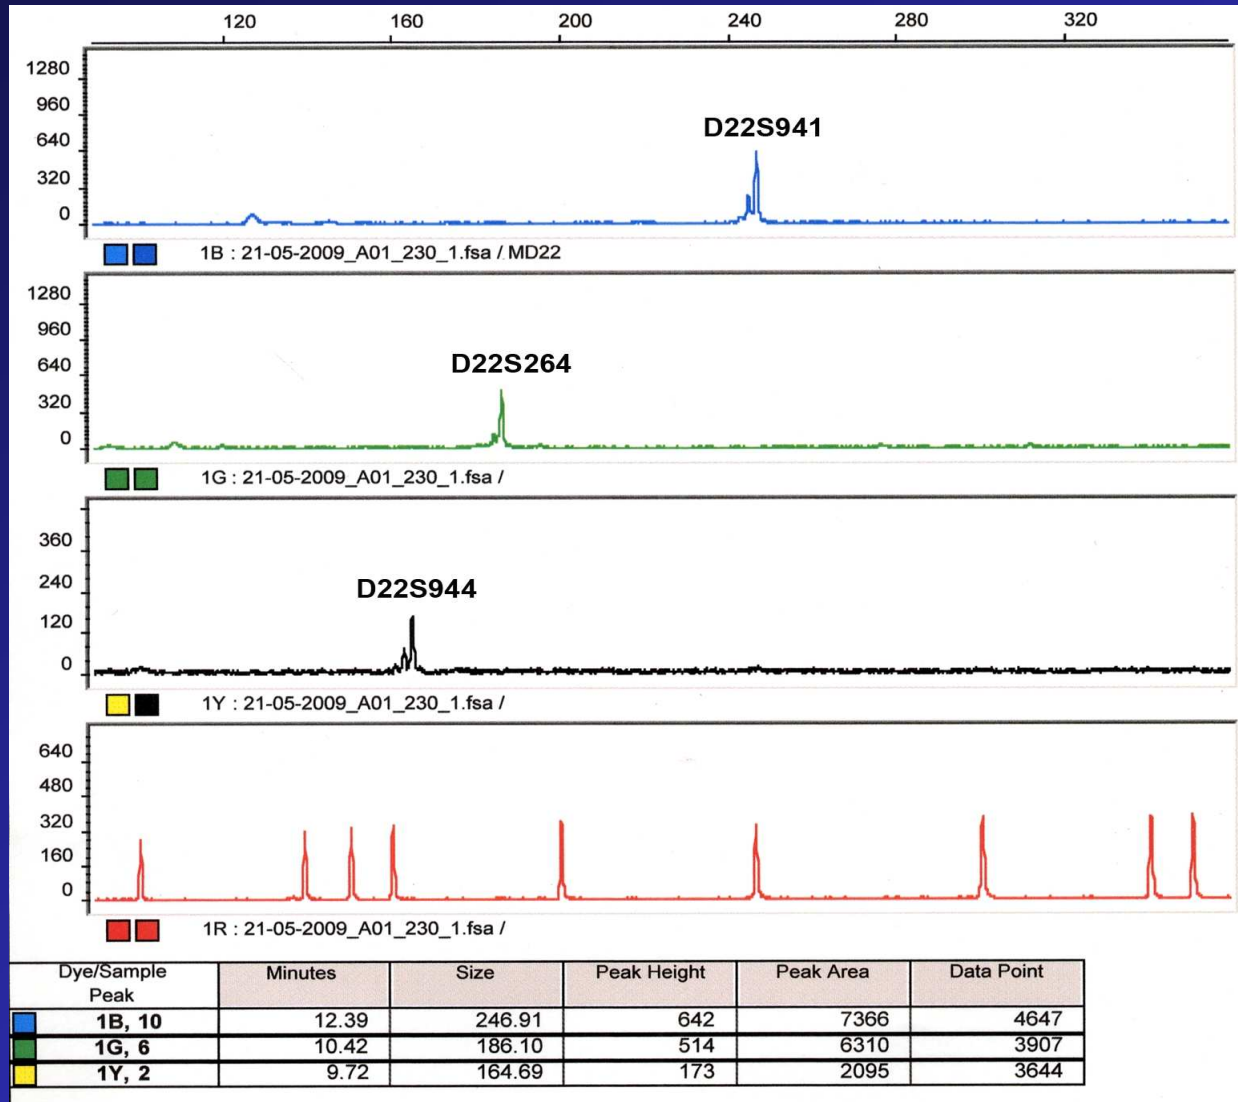 120 160 200 240 280 320
1280
960
640
320
0
D22S941
1B : 21-05-2009_A01_230_1.fsa / MD22
1280
960
640
320
0
D22S264
1G : 21-05-2009_A01_230_1.fsa /
360
240
120
0
D22S944
1Y : 21-05-2009_A01_230_1.fsa /
640
480
320
160
0
1R : 21-05-2009_A01_230_1.fsa /
Dye/Sample Peak Minutes Size Peak Height Peak Area Data Point
1B, 10 12.39 246.91 642 7366 4647
1G, 6 10.42 186.10 514 6310 3907
1Y, 2 9.72 164.69 173 2095 3644